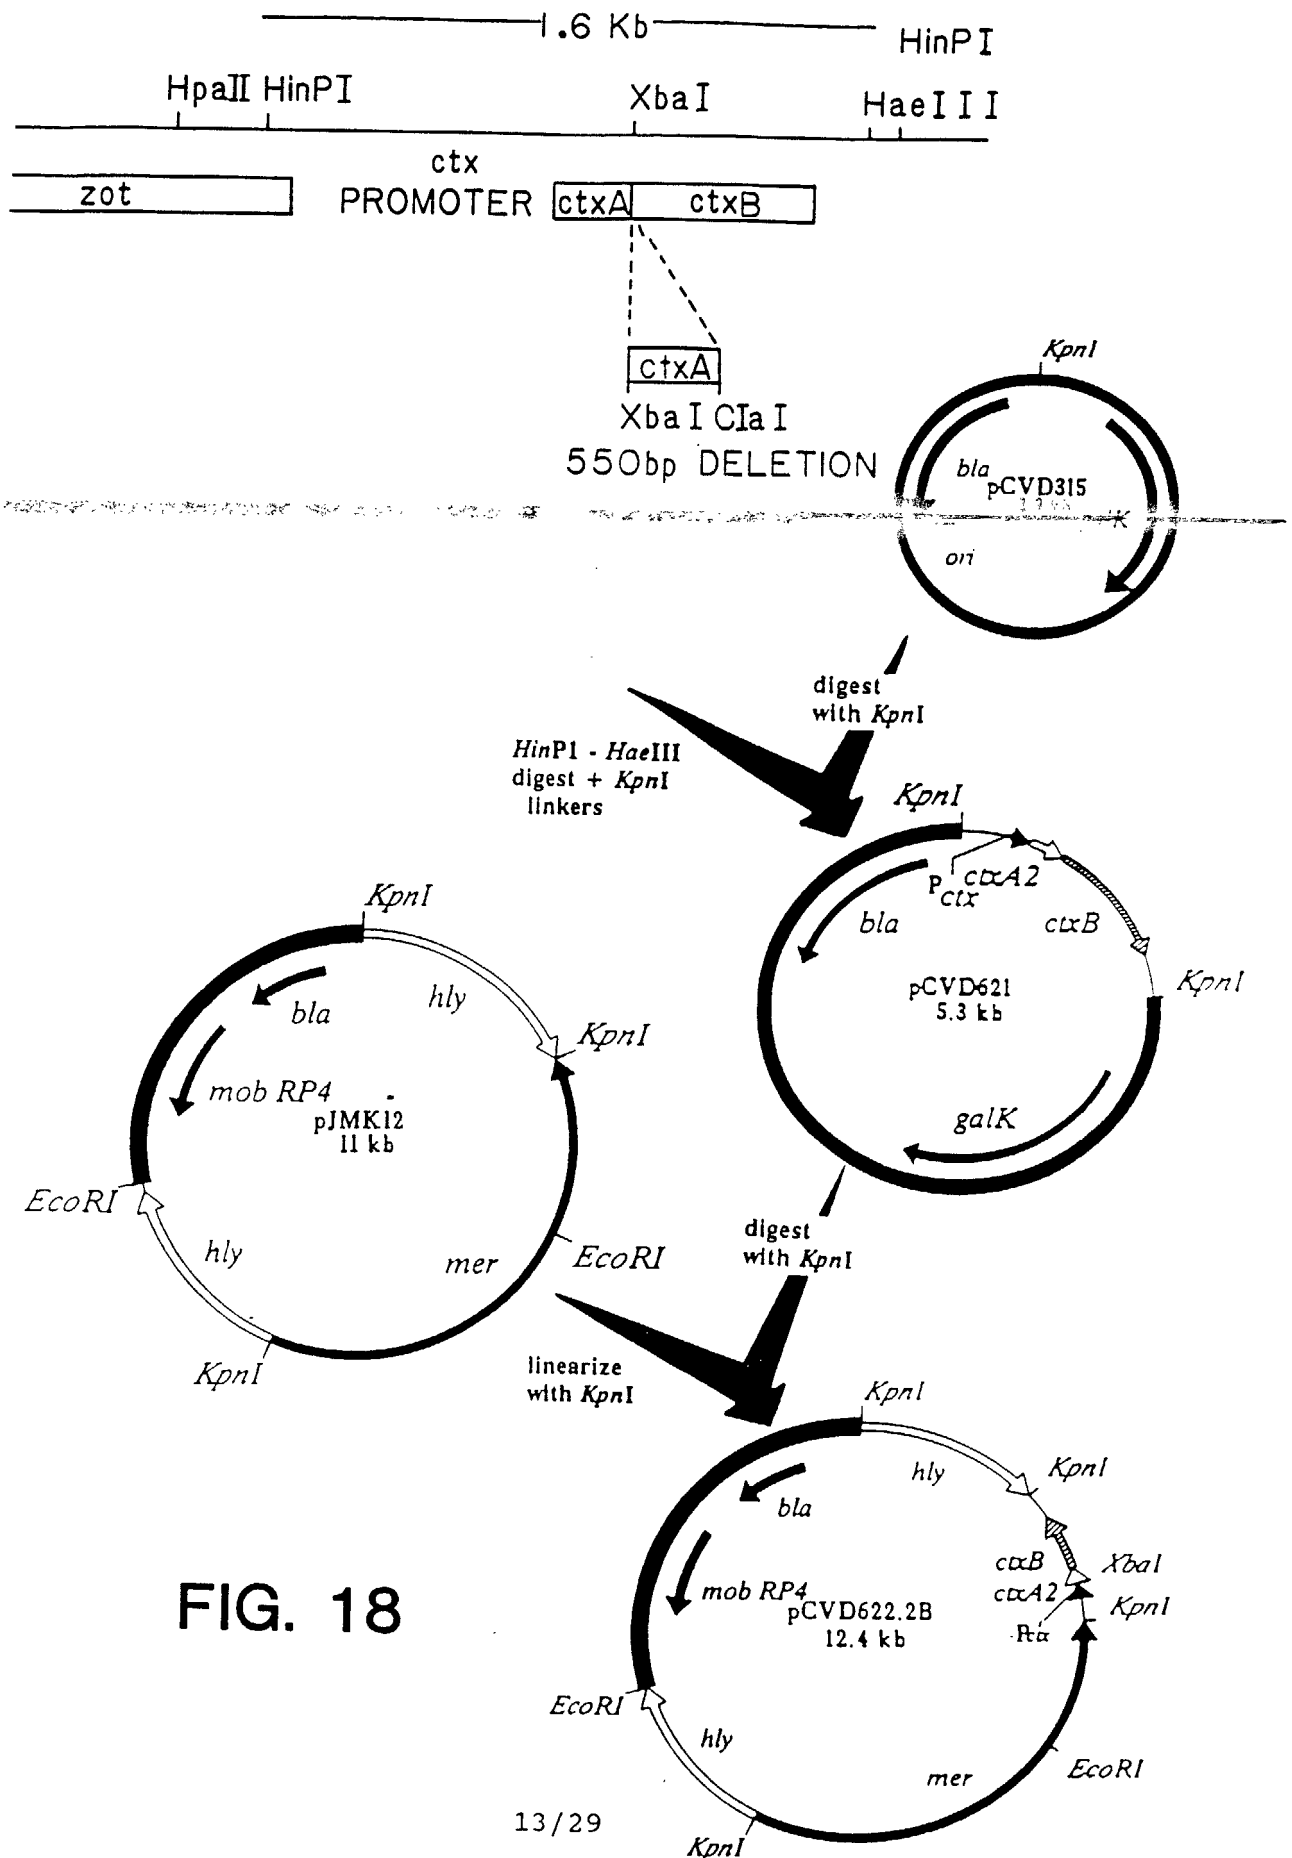 1.6 Kb
HinPI
HpaII HinPI
XbaI
HaeIII
zot
ctx
PROMOTER
ctxA
ctxB
ctxA
XbaI ClaI
550bp DELETION
KpnI
bla
pCVD315
ori
digest
with KpnI
HinP1 - HaeIII
digest + KpnI
linkers
KpnI
Pctx
ctxA2
ctxB
bla
KpnI
pCVD621
5.3 kb
galK
KpnI
bla
hly
KpnI
mob RP4
pJMK12
11 kb
EcoRI
hly
mer
EcoRI
KpnI
digest
with KpnI
linearize
with KpnI
KpnI
hly
KpnI
bla
ctxB
XbaI
ctxA2
KpnI
Pctx
mob RP4
pCVD622.2B
12.4 kb
EcoRI
hly
mer
EcoRI
KpnI
FIG. 18
13/29